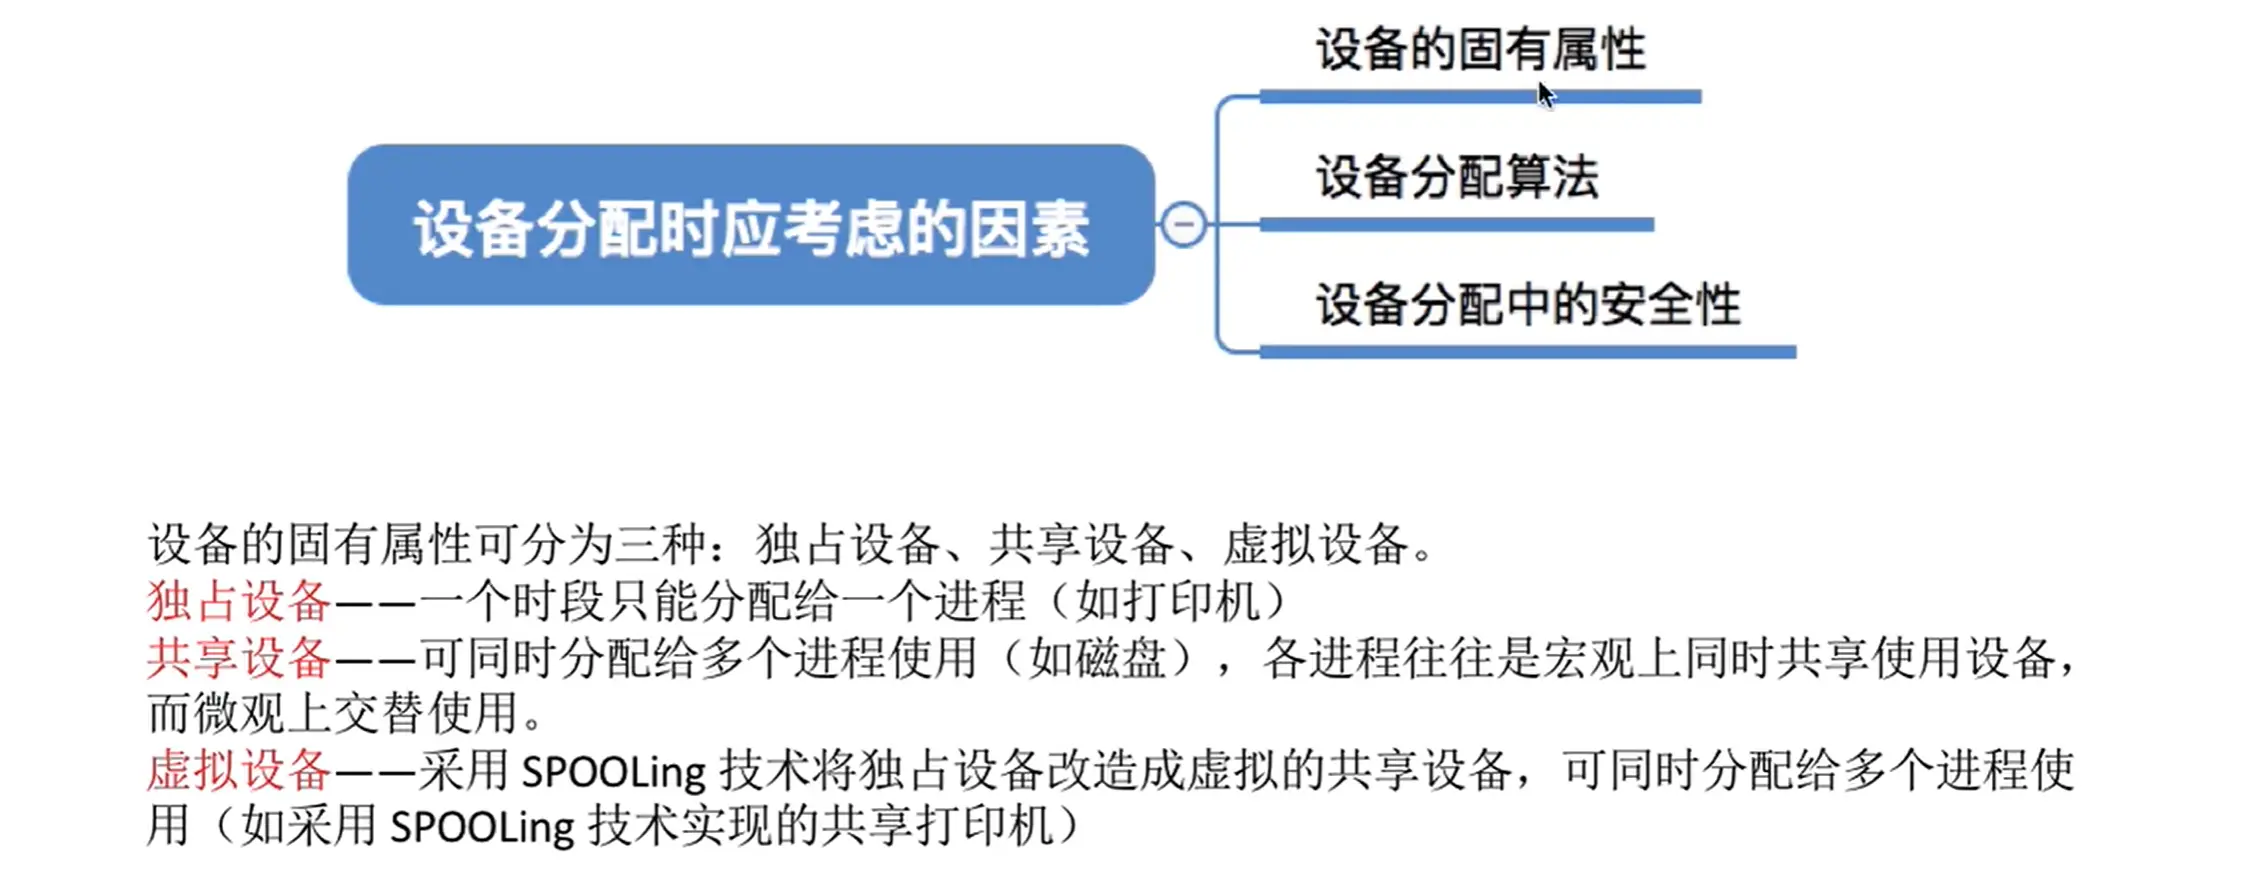 设备的固有属性
设备分配算法
设备分配时应考虑的因素
设备分配中的安全性
设备的固有属性可分为三种：独占设备、共享设备、虚拟设备。
独占设备——一个时段只能分配给一个进程（如打印机）
共享设备——可同时分配给多个进程使用（如磁盘），各进程往往是宏观上同时共享使用设备，
而微观上交替使用。
虚拟设备——采用 SPOOLing 技术将独占设备改造成虚拟的共享设备，可同时分配给多个进程使
用（如采用 SPOOLing 技术实现的共享打印机）